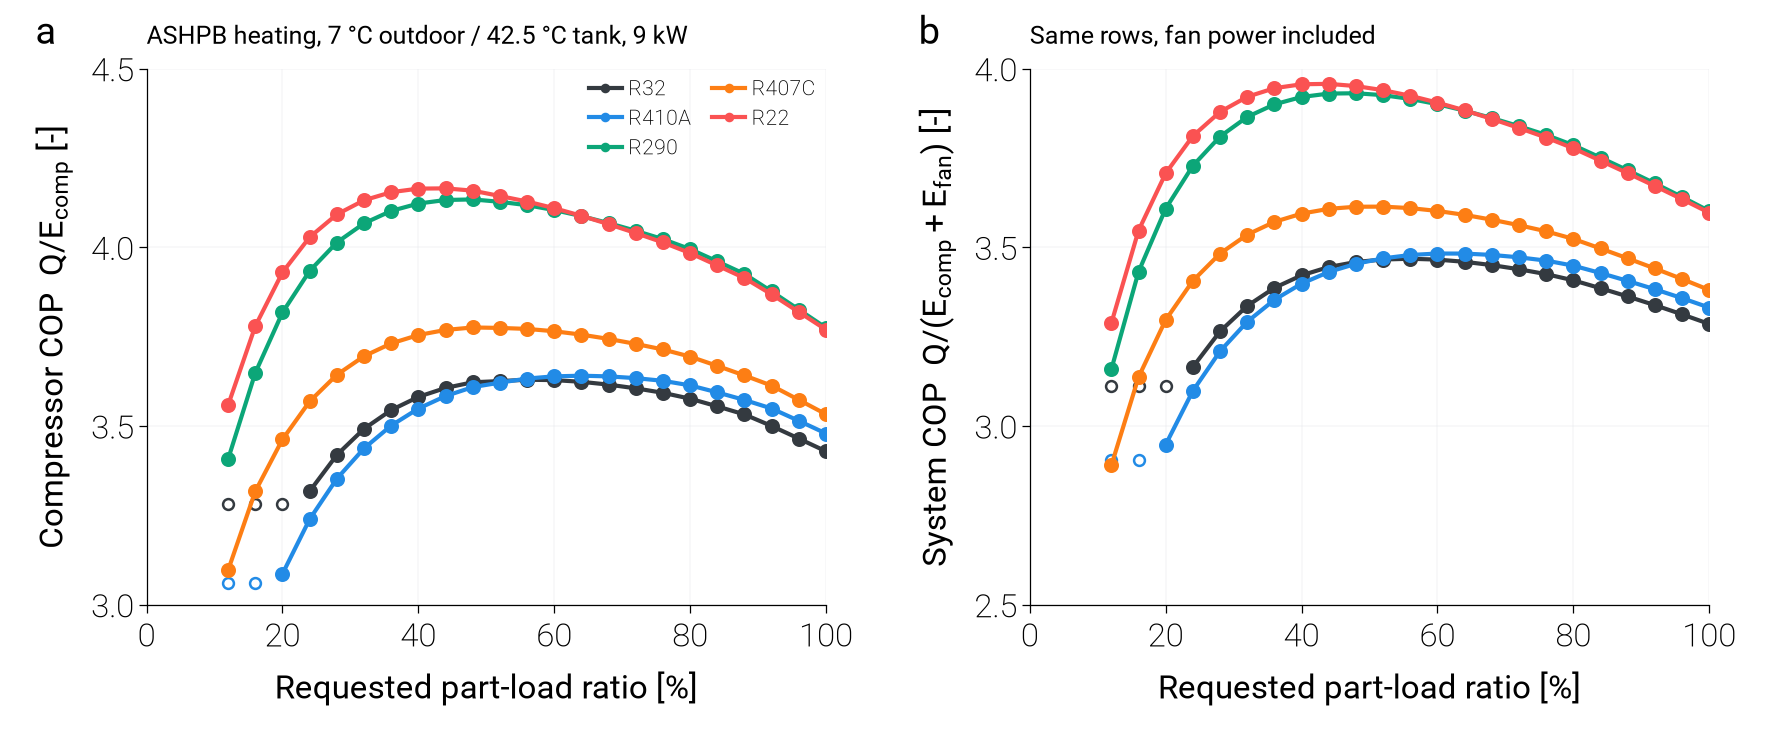 a
ASHPB heating, 7 °C outdoor / 42.5 °C tank, 9 kW
4.5
4.0
3.5
3.0
0
20
40
60
80
100
Compressor COP Q/E_comp [-]
Requested part-load ratio [%]
R32
R410A
R290
R407C
R22
b
Same rows, fan power included
4.0
3.5
3.0
2.5
0
20
40
60
80
100
System COP Q/(E_comp + E_fan) [-]
Requested part-load ratio [%]